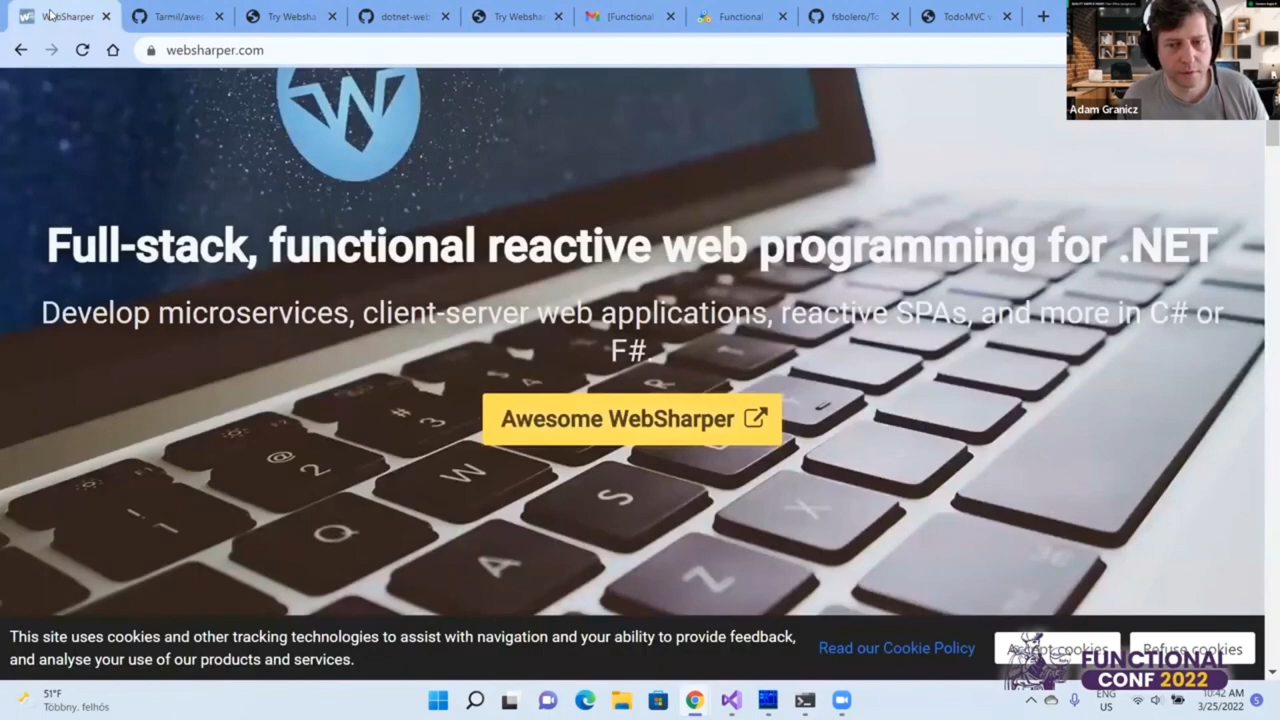 WebSharper
Tarmil/awe
Try Websha
dotnet-web
Try Websha
[Functional
Functional
fsbolero/To
TodoMVC
websharper.com
Adam Granicz
W
Full-stack, functional reactive web programming for .NET
Develop microservices, client-server web applications, reactive SPAs, and more in C# or
F#.
Awesome WebSharper
#
3
@
2
R
W
S
X
Q
A
Z
This site uses cookies and other tracking technologies to assist with navigation and your ability to provide feedback,
and analyse your use of our products and services.
Read our Cookie Policy
Accept cookies
Refuse cookies
FUNCTIONAL
CONF 2022
51°F
Többny. felhős
ENG
US
10:42 AM
3/25/2022
5